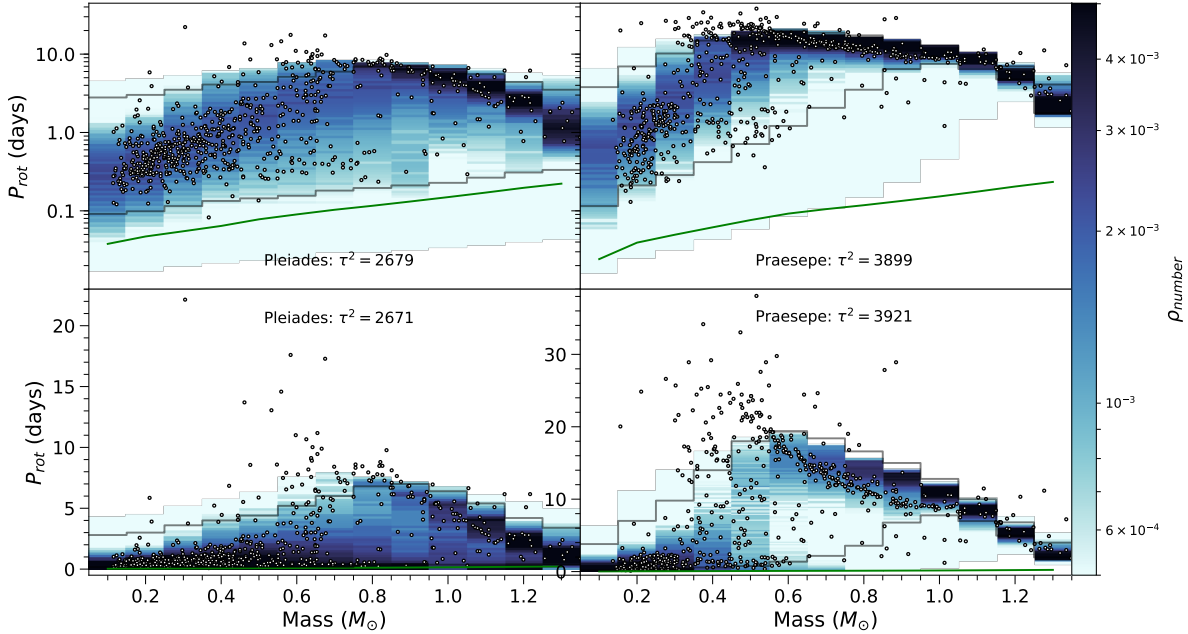 10.0
1.0
0.1
P_rot (days)
Pleiades: τ² = 2679
Praesepe: τ² = 3899
4 × 10⁻³
3 × 10⁻³
2 × 10⁻³
10⁻³
6 × 10⁻⁴
ρ_number
20
15
10
5
0
P_rot (days)
Pleiades: τ² = 2671
30
20
10
0
Praesepe: τ² = 3921
0.2 0.4 0.6 0.8 1.0 1.2
0.2 0.4 0.6 0.8 1.0 1.2
Mass (M☉)
Mass (M☉)